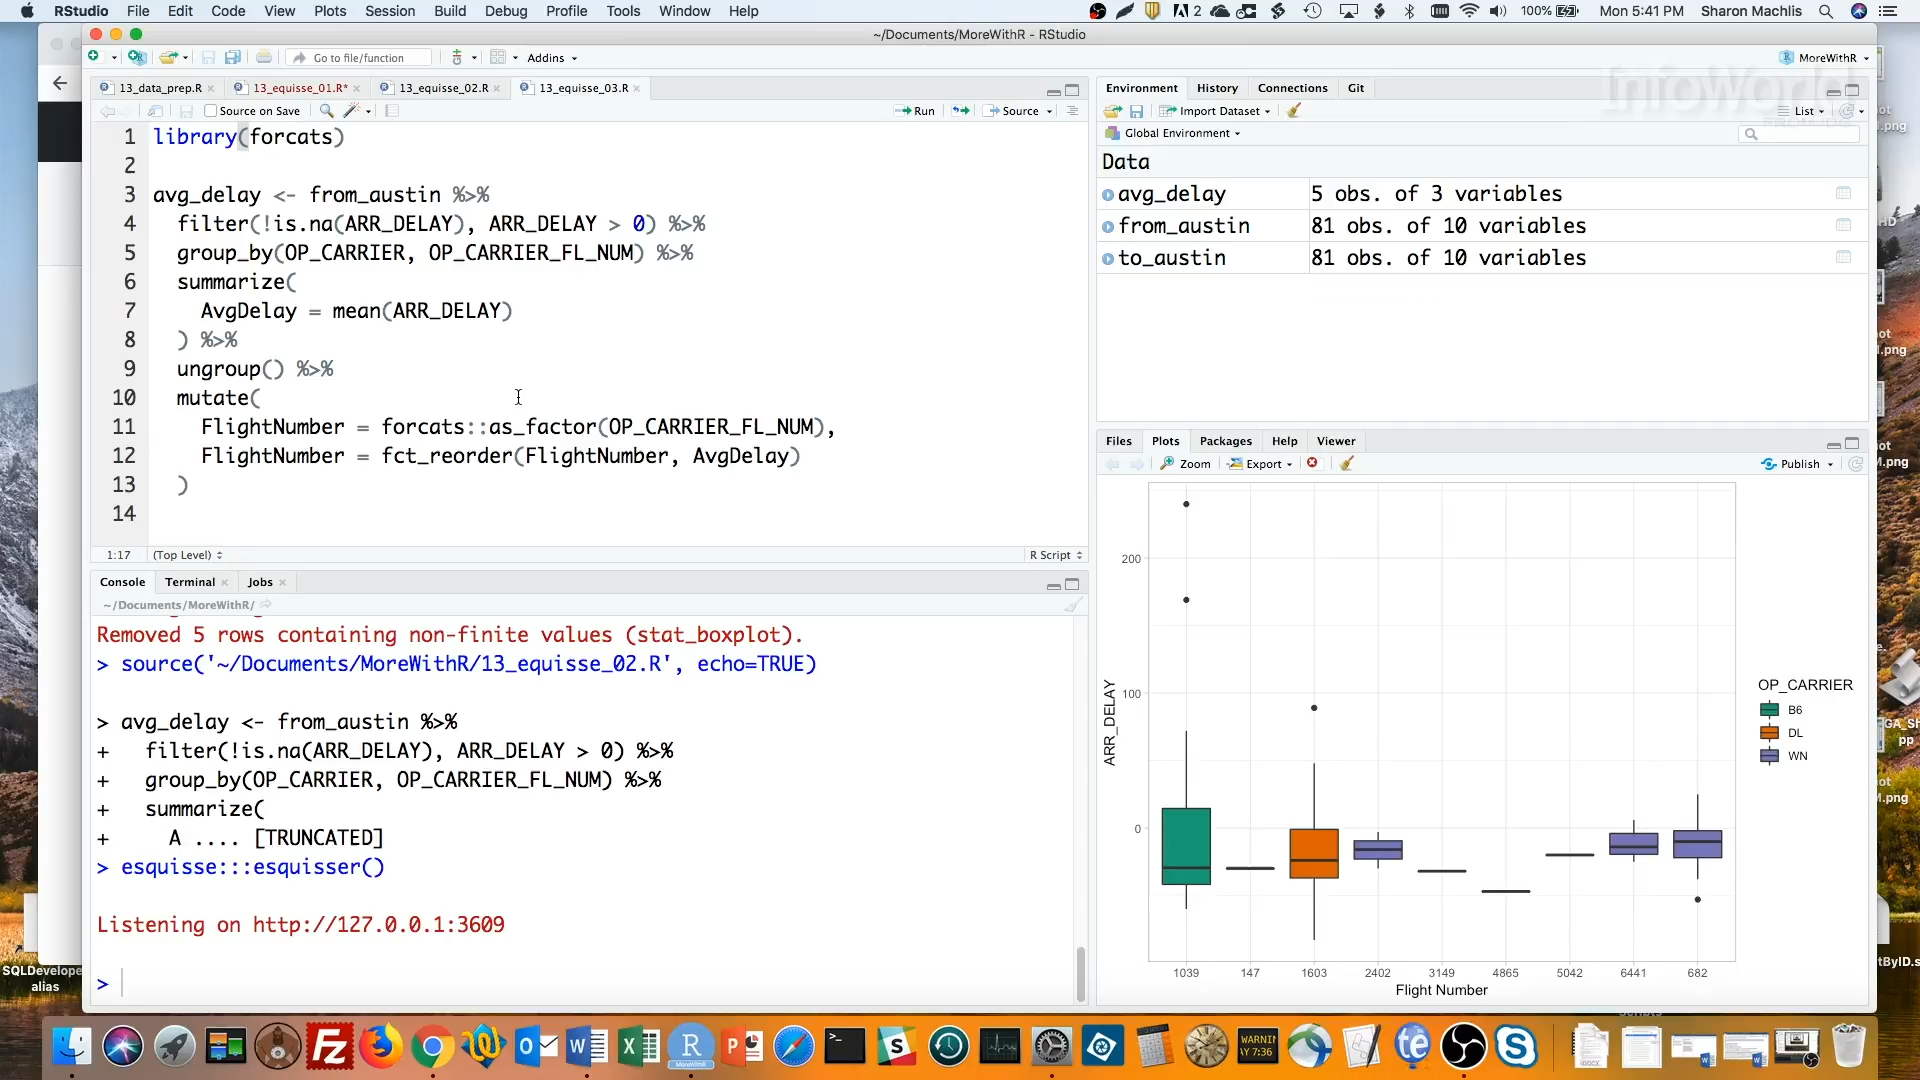 RStudio File Edit Code View Plots Session Build Debug Profile Tools Window Help
2 100% Mon 5:41 PM Sharon Machlis
~/Documents/MoreWithR - RStudio
Go to file/function Addins MoreWithR
InfoWorld
13_data_prep.R 13_equisse_01.R* 13_equisse_02.R 13_equisse_03.R
Source on Save Run Source
1 library(forcats)
2
3 avg_delay <- from_austin %>%
4 filter(!is.na(ARR_DELAY), ARR_DELAY > 0) %>%
5 group_by(OP_CARRIER, OP_CARRIER_FL_NUM) %>%
6 summarize(
7 AvgDelay = mean(ARR_DELAY)
8 ) %>%
9 ungroup() %>%
10 mutate(
11 FlightNumber = forcats::as_factor(OP_CARRIER_FL_NUM),
12 FlightNumber = fct_reorder(FlightNumber, AvgDelay)
13 )
14
1:17 (Top Level) R Script
Console Terminal Jobs
~/Documents/MoreWithR/
Removed 5 rows containing non-finite values (stat_boxplot).
> source('~/Documents/MoreWithR/13_equisse_02.R', echo=TRUE)
> avg_delay <- from_austin %>%
+ filter(!is.na(ARR_DELAY), ARR_DELAY > 0) %>%
+ group_by(OP_CARRIER, OP_CARRIER_FL_NUM) %>%
+ summarize(
+ A .... [TRUNCATED]
> esquisse:::esquisser()
Listening on http://127.0.0.1:3609
>
Environment History Connections Git
Import Dataset List
Global Environment
Data
avg_delay 5 obs. of 3 variables
from_austin 81 obs. of 10 variables
to_austin 81 obs. of 10 variables
Files Plots Packages Help Viewer
Zoom Export Publish
200
100
0
ARR_DELAY
1039 147 1603 2402 3149 4865 5042 6441 682
Flight Number
OP_CARRIER
B6
DL
WN
SQLDevelope
alias
WARNIN
AY 7:36